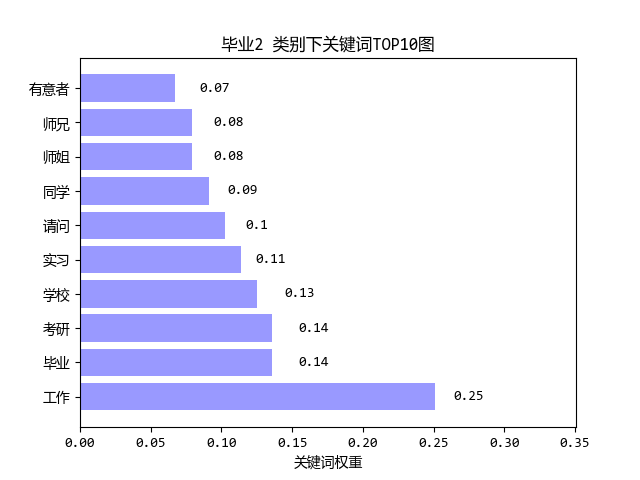 毕业2 类别下关键词TOP10图
有意者 0.07
师兄 0.08
师姐 0.08
同学 0.09
请问 0.1
实习 0.11
学校 0.13
考研 0.14
毕业 0.14
工作 0.25
0.00 0.05 0.10 0.15 0.20 0.25 0.30 0.35
关键词权重